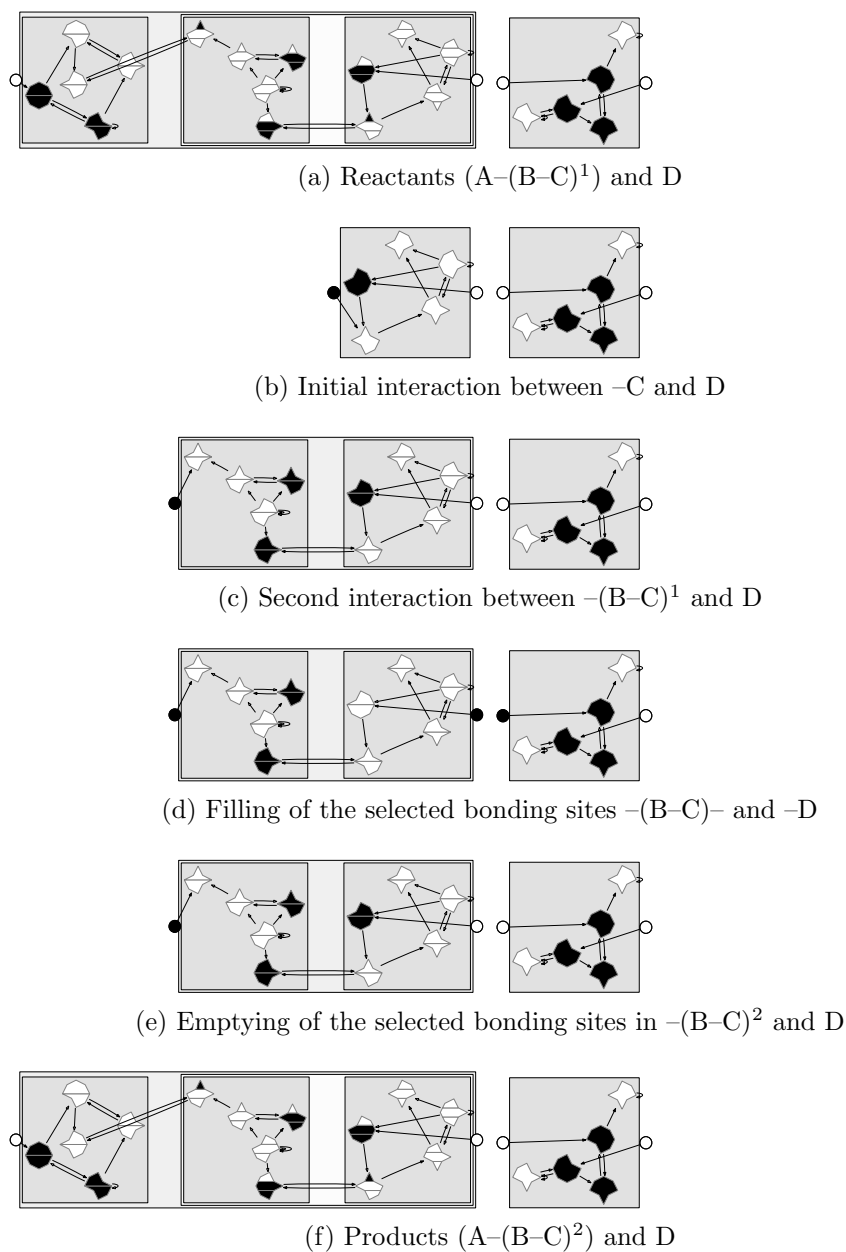 (a) Reactants (A–(B–C)¹) and D
(b) Initial interaction between –C and D
(c) Second interaction between –(B–C)¹ and D
(d) Filling of the selected bonding sites –(B–C)– and –D
(e) Emptying of the selected bonding sites in –(B–C)² and D
(f) Products (A–(B–C)²) and D